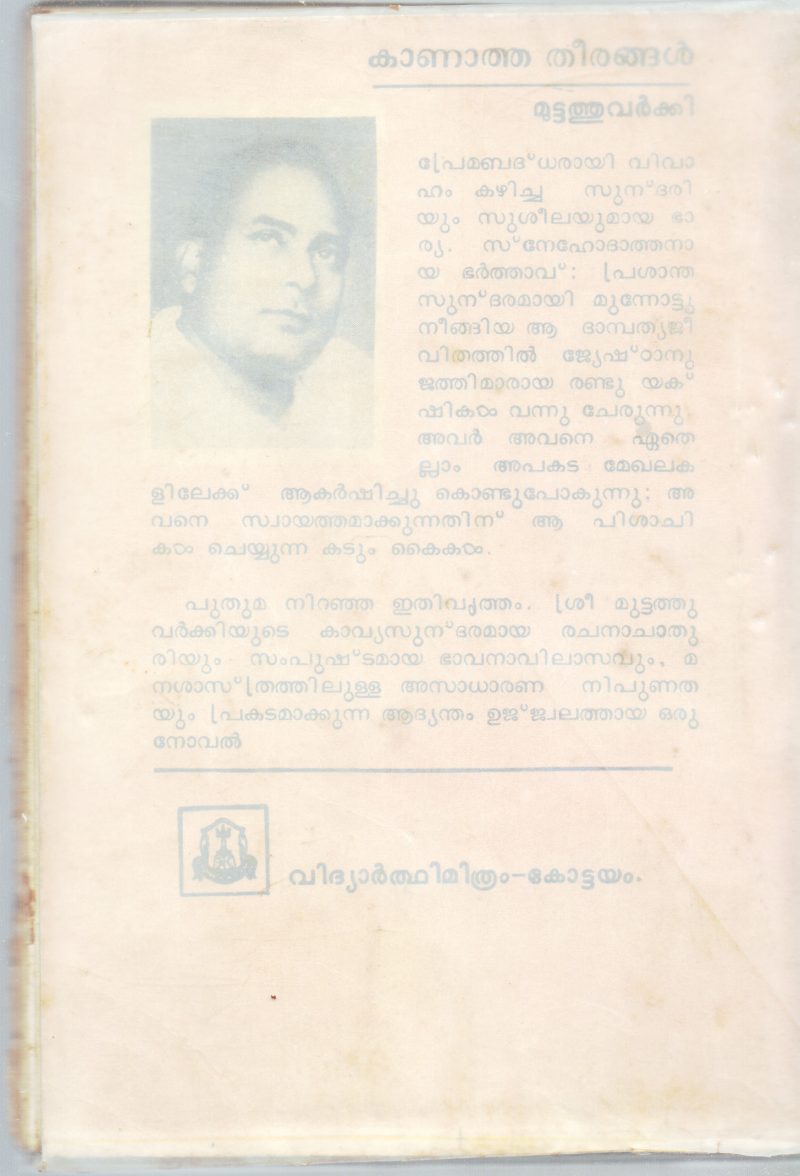 കാണാത്ത തീരങ്ങൾ
മുട്ടത്തുവർക്കി
പ്രേമബദ്ധരായി വിവാ
ഹം കഴിച്ച സുന്ദരി
യും സുശീലയുമായ ഭാ
ര്യ. സ്നേഹോദാത്തനാ
യ ഭർത്താവ്: പ്രശാന്ത
സുന്ദരമായി മുന്നോട്ടു
നീങ്ങിയ ആ ദാമ്പത്യജീ
വിതത്തിൽ ജ്യേഷ്ഠാനു
ജത്തിമാരായ രണ്ടു യക്
ഷികൾ വന്നു ചേരുന്നു
അവർ അവനെ ഏതെ
ല്ലാം അപകട മേഖലക
ളിലേക്ക് ആകർഷിച്ചു കൊണ്ടുപോകുന്നു; അ
വനെ സ്വായത്തമാക്കുന്നതിന് ആ പിശാചി
കൾ ചെയ്യുന്ന കടും കൈകൾ.
പുതുമ നിറഞ്ഞ ഇതിവൃത്തം. ശ്രീ മുട്ടത്തു
വർക്കിയുടെ കാവ്യസുന്ദരമായ രചനാചാതു
രിയും സംപുഷ്ടമായ ഭാവനാവിലാസവും, മ
നശാസ്ത്രത്തിലുള്ള അസാധാരണ നിപുണത
യും പ്രകടമാക്കുന്ന ആദ്യന്തം ഉജ്ജ്വലത്തായ ഒരു
നോവൽ
വിദ്യാർത്ഥിമിത്രം-കോട്ടയം.